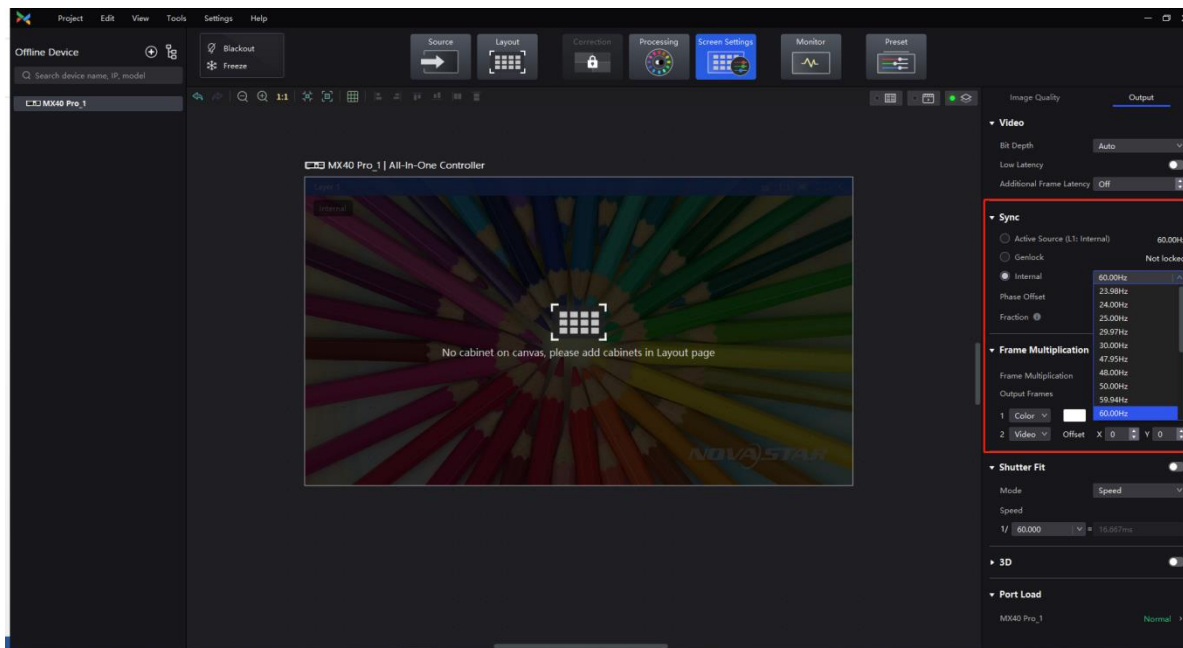 Project Edit View Tools Settings Help
Offline Device
Search device name, IP, model
MX40 Pro_1
Blackout
Freeze
Source Layout Correction Processing Screen Settings Monitor Preset
1:1
MX40 Pro_1 | All-In-One Controller
Layer 1
Internal
No cabinet on canvas, please add cabinets in Layout page
NOVASTAR
Image Quality Output
Video
Bit Depth Auto
Low Latency
Additional Frame Latency Off
Sync
Active Source (L1: Internal) 60.00Hz
Genlock Not locked
Internal 60.00Hz
23.98Hz
Phase Offset
24.00Hz
25.00Hz
Fraction
29.97Hz
30.00Hz
Frame Multiplication
47.95Hz
48.00Hz
Frame Multiplication
50.00Hz
Output Frames
59.94Hz
60.00Hz
1 Color
2 Video Offset X 0 Y 0
Shutter Fit
Mode Speed
Speed
1/ 60.000 = 16.667ms
3D
Port Load
MX40 Pro_1 Normal